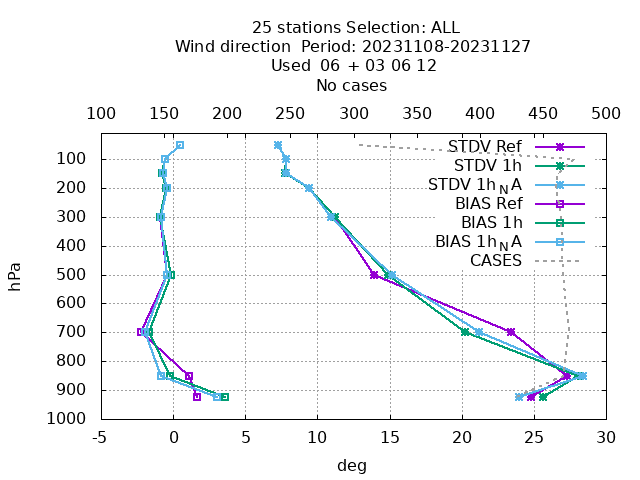 25 stations Selection: ALL
Wind direction  Period: 20231108-20231127
Used  06 + 03 06 12
No cases
100 150 200 250 300 350 400 450 500
STDV Ref
STDV 1h
STDV 1hNA
BIAS Ref
BIAS 1h
BIAS 1hNA
CASES
hPa
100
200
300
400
500
600
700
800
900
1000
-5 0 5 10 15 20 25 30
deg